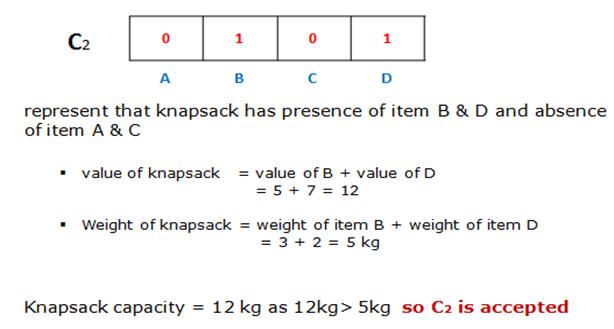 C2 0 1 0 1
A B C D
represent that knapsack has presence of item B & D and absence
of item A & C
▪ value of knapsack = value of B + value of D
= 5 + 7 = 12
▪ Weight of knapsack = weight of item B + weight of item D
= 3 + 2 = 5 kg
Knapsack capacity = 12 kg as 12kg> 5kg so C2 is accepted